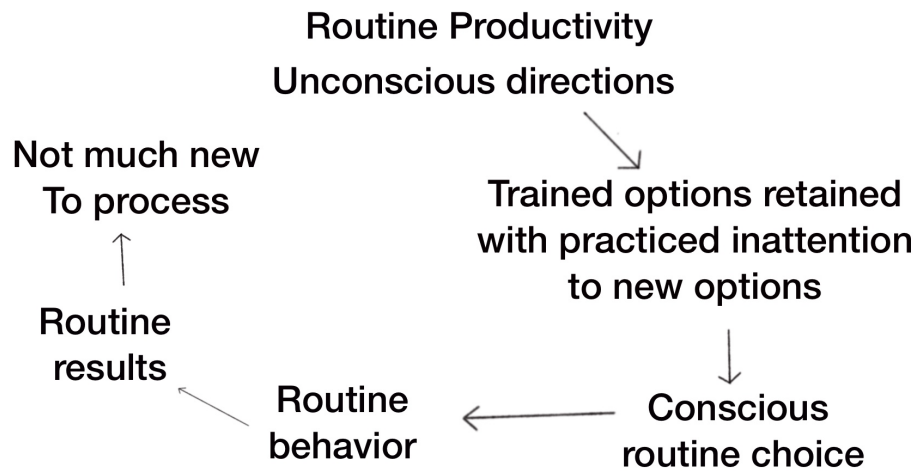 Routine Productivity
Unconscious directions
Not much new
To process
Trained options retained
with practiced inattention
to new options
Routine
results
Routine
behavior
Conscious
routine choice